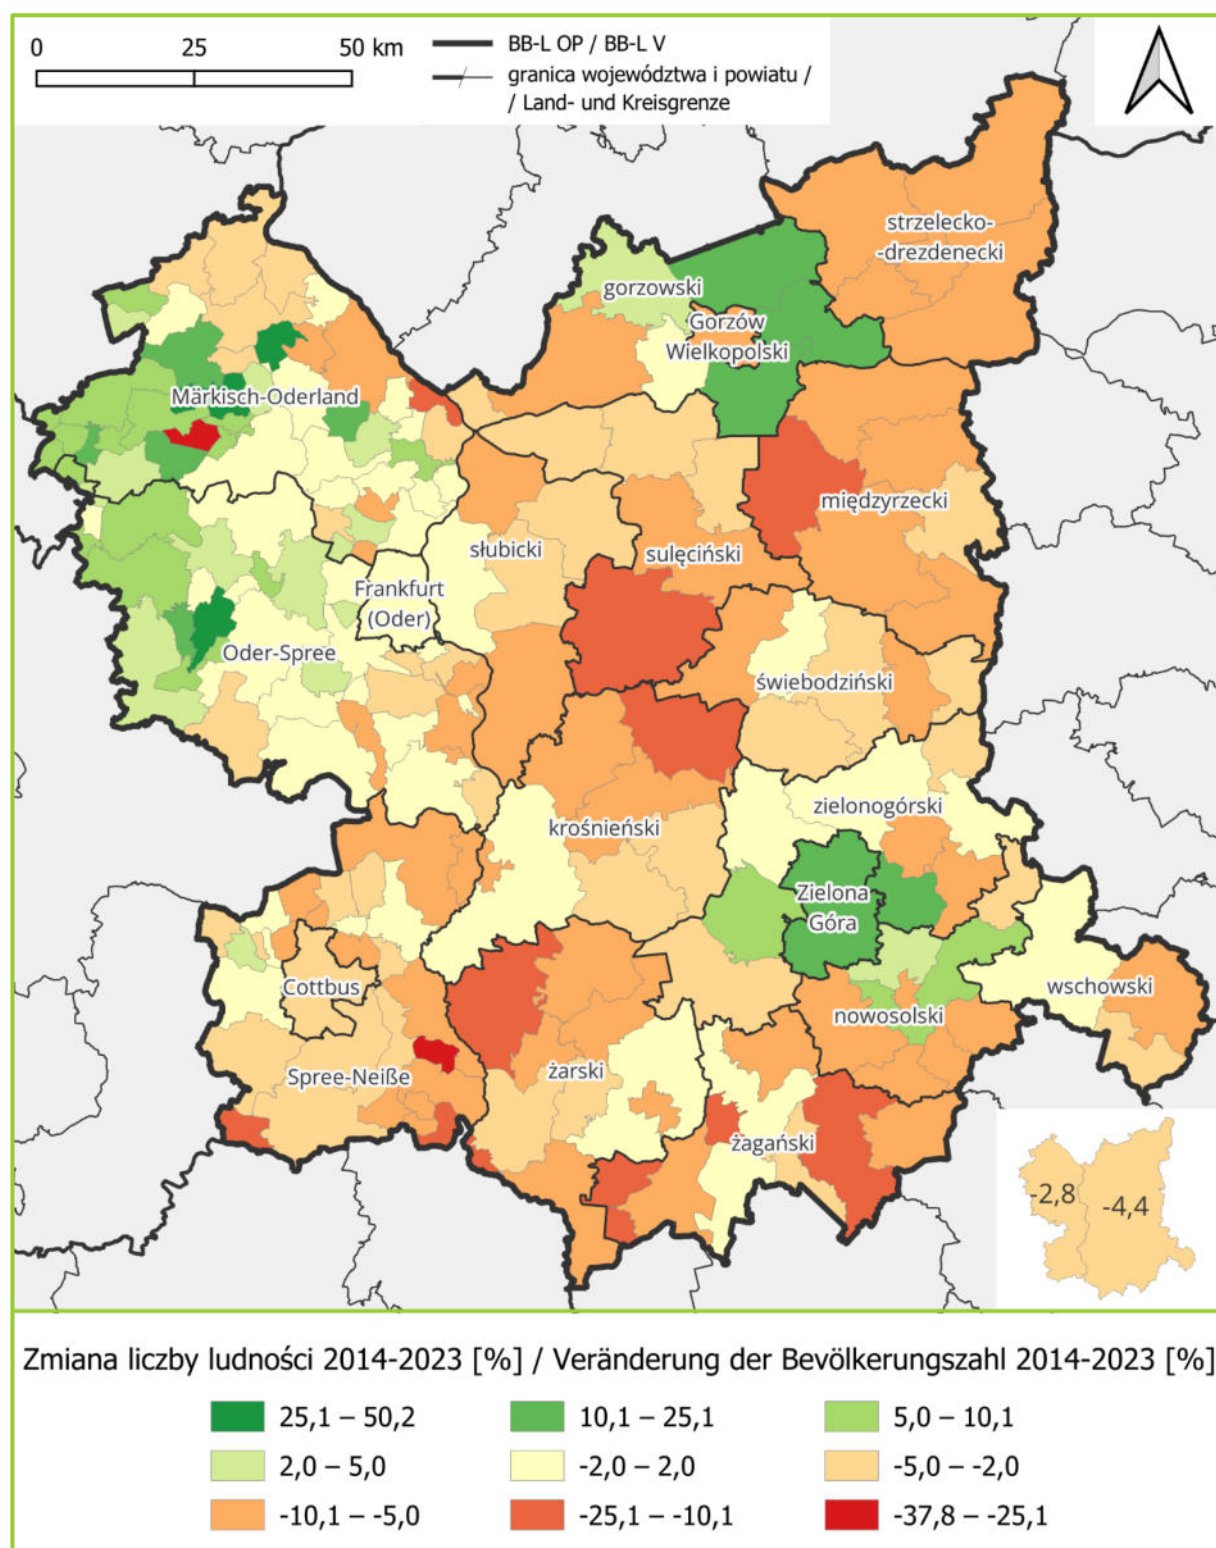 0 25 50 km
BB-L OP / BB-L V
granica województwa i powiatu /
/ Land- und Kreisgrenze
strzelecko-
-drezdenecki
gorzowski
Gorzów
Wielkopolski
Märkisch-Oderland
międzyrzecki
słubicki
sulęciński
Frankfurt
(Oder)
Oder-Spree
świebodziński
zielonogórski
krośnieński
Zielona
Góra
Cottbus
wschowski
nowosolski
Spree-Neiße
żarski
żagański
-2,8
-4,4
Zmiana liczby ludności 2014-2023 [%] / Veränderung der Bevölkerungszahl 2014-2023 [%]
25,1 – 50,2 10,1 – 25,1 5,0 – 10,1
2,0 – 5,0 -2,0 – 2,0 -5,0 – -2,0
-10,1 – -5,0 -25,1 – -10,1 -37,8 – -25,1